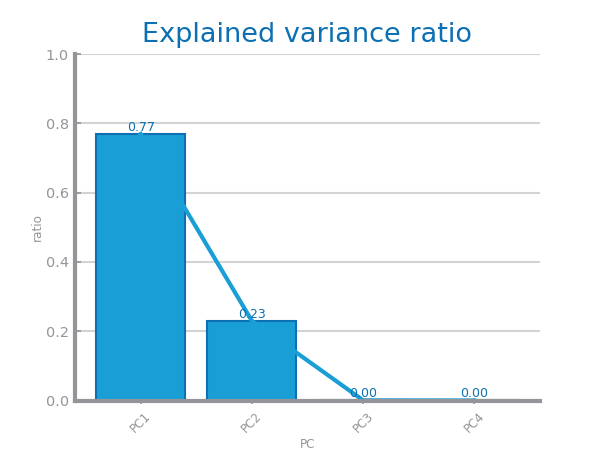 Explained variance ratio
1.0
0.8
0.6
0.4
0.2
0.0
ratio
0.77
0.23
0.00
0.00
PC1
PC2
PC3
PC4
PC